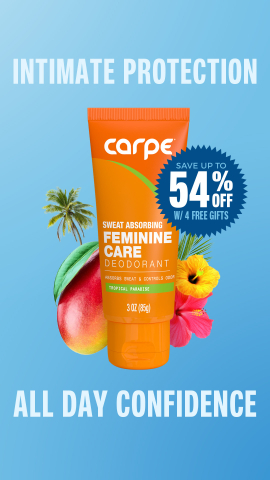 INTIMATE PROTECTION
carpe
SAVE UP TO
54% OFF
W/ 4 FREE GIFTS
SWEAT ABSORBING
FEMININE
CARE
DEODORANT
TROPICAL PARADISE
3 OZ (85g)
ALL DAY CONFIDENCE